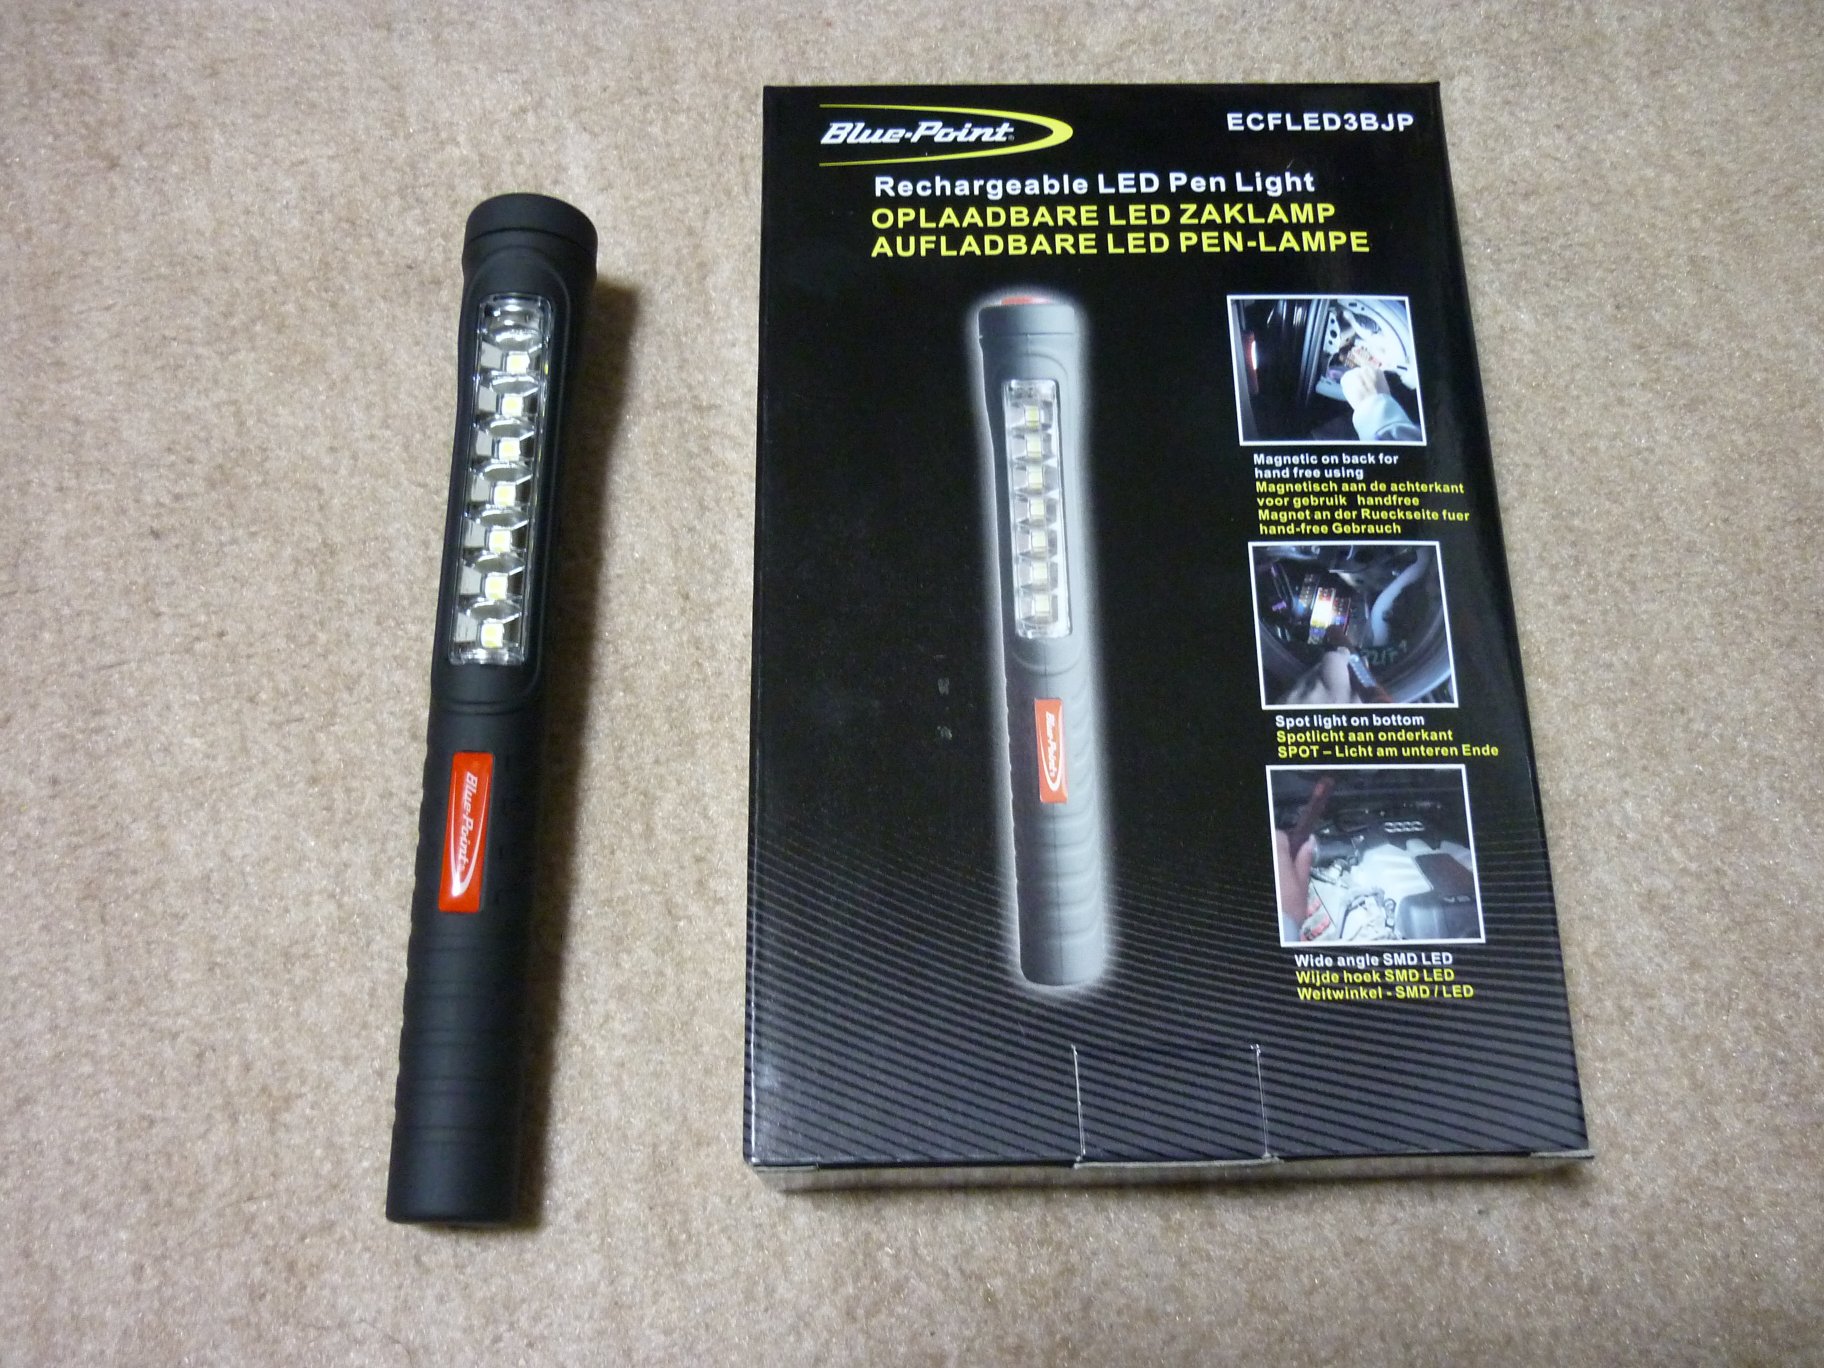 Blue-Point
Blue-Point
ECFLED3BJP
Rechargeable LED Pen Light
OPLAADBARE LED ZAKLAMP
AUFLADBARE LED PEN-LAMPE
Blue-Point
Magnetic on back for
hand free using
Magnetisch aan de achterkant
voor gebruik handfree
Magnet an der Rueckseite fuer
hand-free Gebrauch
Spot light on bottom
Spotlicht aan onderkant
SPOT – Licht am unteren Ende
Wide angle SMD LED
Wijde hoek SMD LED
Weitwinkel - SMD / LED